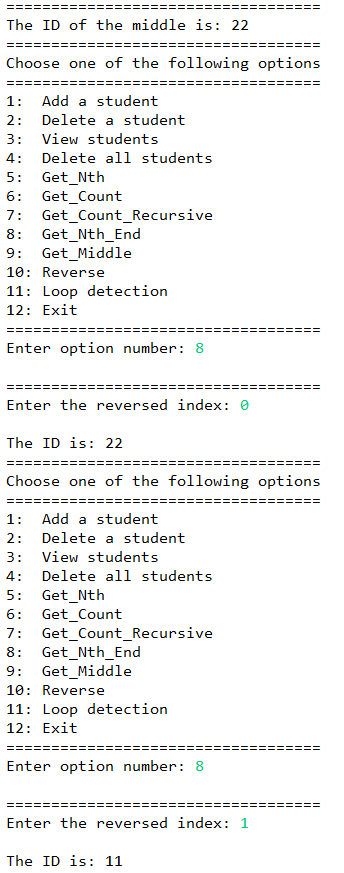 ===================================
The ID of the middle is: 22
===================================
Choose one of the following options
===================================
1:  Add a student
2:  Delete a student
3:  View students
4:  Delete all students
5:  Get_Nth
6:  Get_Count
7:  Get_Count_Recursive
8:  Get_Nth_End
9:  Get_Middle
10: Reverse
11: Loop detection
12: Exit
===================================
Enter option number: 8
===================================
Enter the reversed index: 0
The ID is: 22
===================================
Choose one of the following options
===================================
1:  Add a student
2:  Delete a student
3:  View students
4:  Delete all students
5:  Get_Nth
6:  Get_Count
7:  Get_Count_Recursive
8:  Get_Nth_End
9:  Get_Middle
10: Reverse
11: Loop detection
12: Exit
===================================
Enter option number: 8
===================================
Enter the reversed index: 1
The ID is: 11